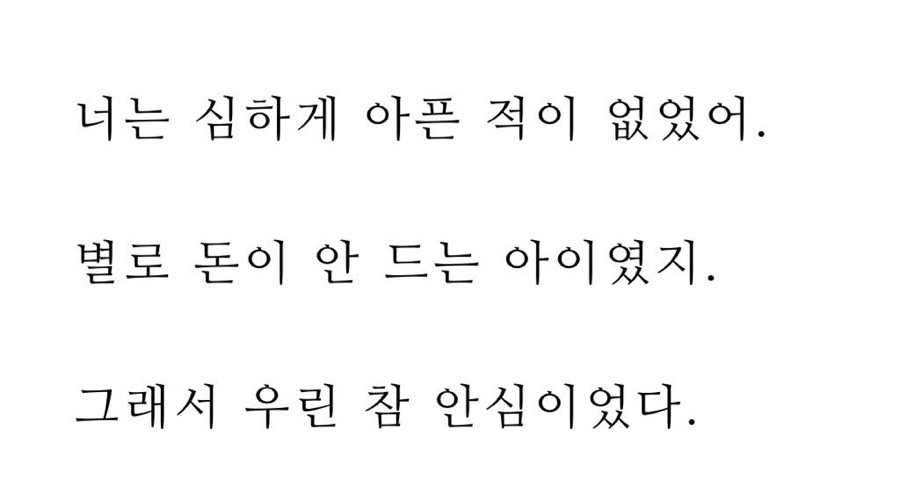 너는 심하게 아픈 적이 없었어.
별로 돈이 안 드는 아이였지.
그래서 우린 참 안심이었다.